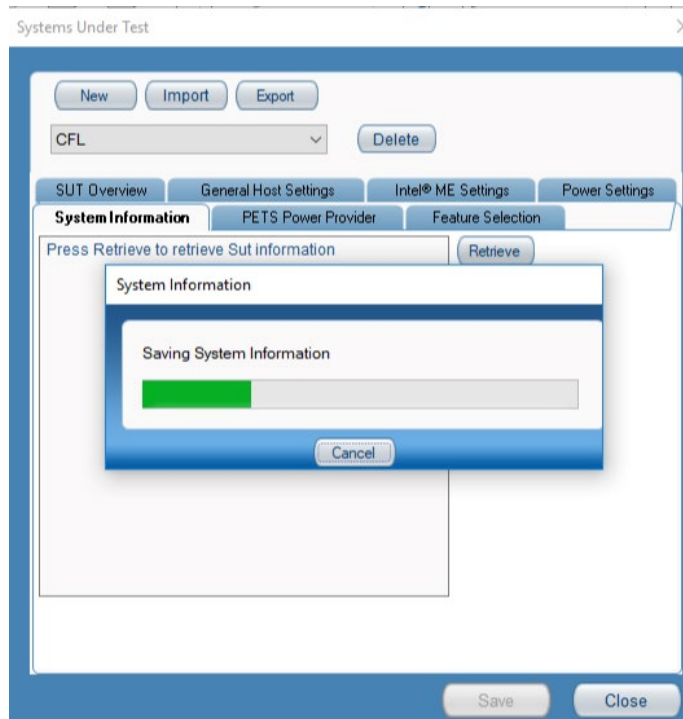 Systems Under Test
New Import Export
CFL Delete
SUT Overview General Host Settings Intel® ME Settings Power Settings
System Information PETS Power Provider Feature Selection
Press Retrieve to retrieve Sut information Retrieve
System Information
Saving System Information
Cancel
Save Close